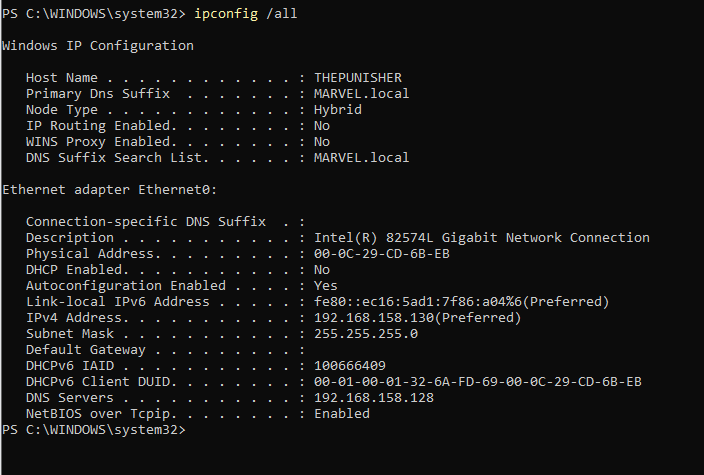 PS C:\WINDOWS\system32> ipconfig /all
Windows IP Configuration
Host Name . . . . . . . . . . . . : THEPUNISHER
Primary Dns Suffix  . . . . . . . : MARVEL.local
Node Type . . . . . . . . . . . . : Hybrid
IP Routing Enabled. . . . . . . . : No
WINS Proxy Enabled. . . . . . . . : No
DNS Suffix Search List. . . . . . : MARVEL.local
Ethernet adapter Ethernet0:
Connection-specific DNS Suffix  . :
Description . . . . . . . . . . . : Intel(R) 82574L Gigabit Network Connection
Physical Address. . . . . . . . . : 00-0C-29-CD-6B-EB
DHCP Enabled. . . . . . . . . . . : No
Autoconfiguration Enabled . . . . : Yes
Link-local IPv6 Address . . . . . : fe80::ec16:5ad1:7f86:a04%6(Preferred)
IPv4 Address. . . . . . . . . . . : 192.168.158.130(Preferred)
Subnet Mask . . . . . . . . . . . : 255.255.255.0
Default Gateway . . . . . . . . . :
DHCPv6 IAID . . . . . . . . . . . : 100666409
DHCPv6 Client DUID. . . . . . . . : 00-01-00-01-32-6A-FD-69-00-0C-29-CD-6B-EB
DNS Servers . . . . . . . . . . . : 192.168.158.128
NetBIOS over Tcpip. . . . . . . . : Enabled
PS C:\WINDOWS\system32>